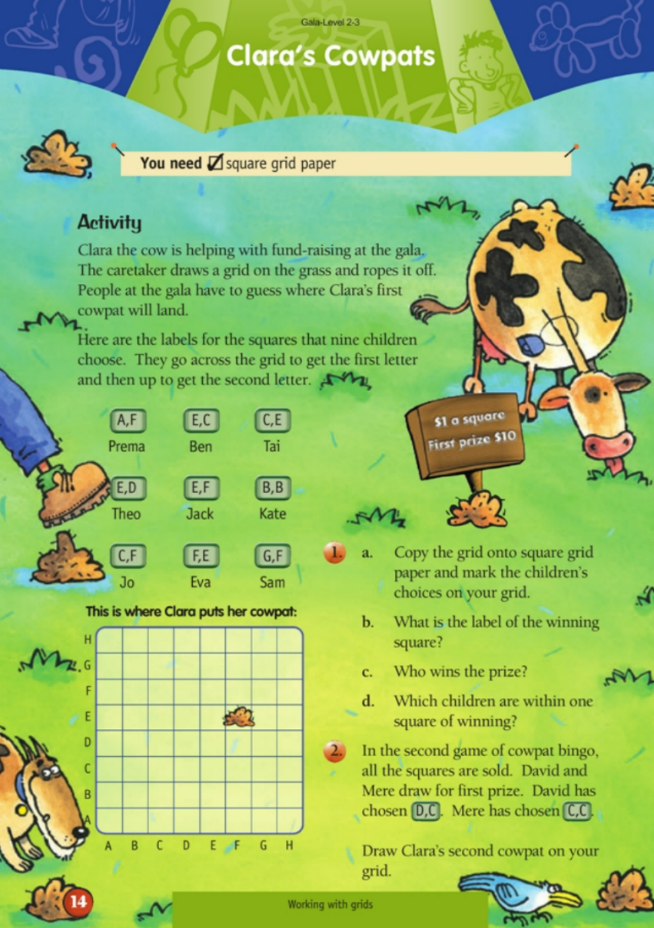 Gala-Level 2-3
Clara's Cowpats
You need square grid paper
Activity
Clara the cow is helping with fund-raising at the gala.
The caretaker draws a grid on the grass and ropes it off.
People at the gala have to guess where Clara's first
cowpat will land.
Here are the labels for the squares that nine children
choose. They go across the grid to get the first letter
and then up to get the second letter.
$1 a square
First prize $10
A,F E,C C,E
Prema Ben Tai
E,D E,F B,B
Theo Jack Kate
C,F F,E G,F
Jo Eva Sam
This is where Clara puts her cowpat:
H
G
F
E
D
C
B
A
A B C D E F G H
1. a. Copy the grid onto square grid
paper and mark the children's
choices on your grid.
b. What is the label of the winning
square?
c. Who wins the prize?
d. Which children are within one
square of winning?
2. In the second game of cowpat bingo,
all the squares are sold. David and
Mere draw for first prize. David has
chosen D,C. Mere has chosen C,C.
Draw Clara's second cowpat on your
grid.
14
Working with grids